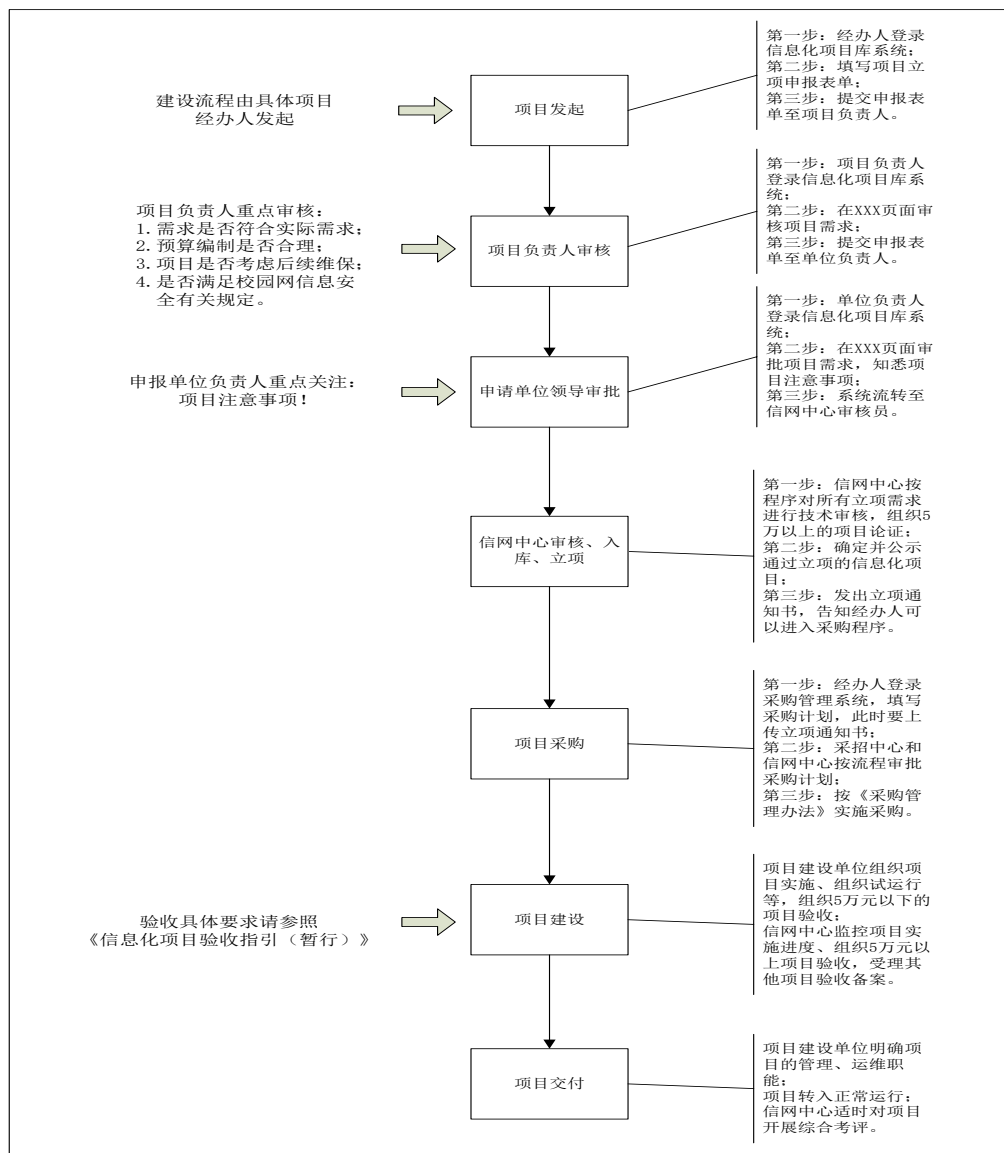 第一步：经办人登录
信息化项目库系统；
第二步：填写项目立
项申报表单；
第三步：提交申报表
单至项目负责人。
建设流程由具体项目
经办人发起
项目发起
第一步：项目负责人
登录信息化项目库系
统；
第二步：在XXX页面审
核项目需求；
第三步：提交申报表
单至单位负责人。
项目负责人重点审核：
1. 需求是否符合实际需求；
2. 预算编制是否合理；
3. 项目是否考虑后续维保；
4. 是否满足校园网信息安
全有关规定。
项目负责人审核
第一步：单位负责人
登录信息化项目库系
统；
第二步：在XXX页面审
批项目需求，知悉项
目注意事项；
第三步：系统流转至
信网中心审核员。
申报单位负责人重点关注：
项目注意事项！
申请单位领导审批
第一步：信网中心按
程序对所有立项需求
进行技术审核，组织5
万以上的项目论证；
第二步：确定并公示
通过立项的信息化项
目；
第三步：发出立项通
知书，告知经办人可
以进入采购程序。
信网中心审核、入
库、立项
第一步：经办人登录
采购管理系统，填写
采购计划，此时要上
传立项通知书；
第二步：采招中心和
信网中心按流程审批
采购计划；
第三步：按《采购管
理办法》实施采购。
项目采购
项目建设单位组织项
目实施、组织试运行
等，组织5万元以下的
项目验收；
信网中心监控项目实
施进度、组织5万元以
上项目验收，受理其
他项目验收备案。
验收具体要求请参照
《信息化项目验收指引（暂行）》
项目建设
项目建设单位明确项
目的管理、运维职
能；
项目转入正常运行；
信网中心适时对项目
开展综合考评。
项目交付